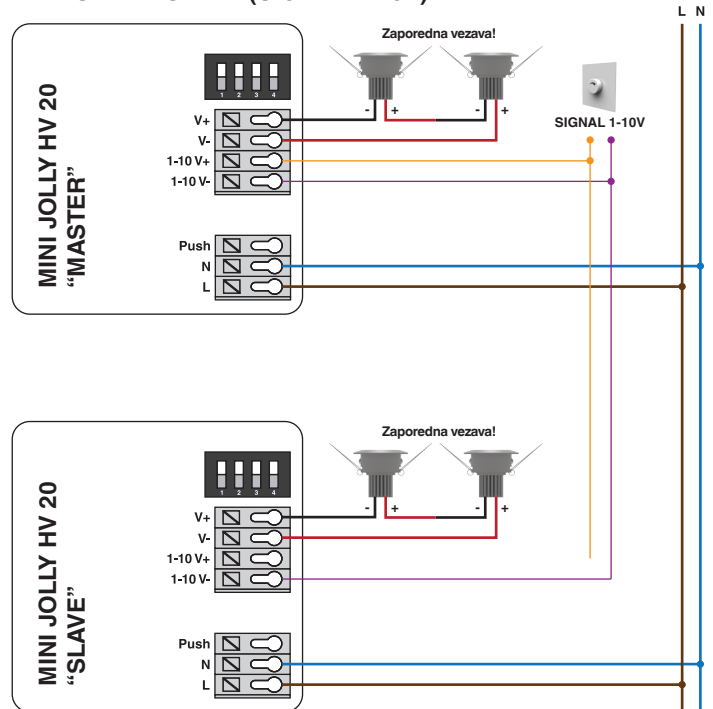 L N
Zaporedna vezava!
1 2 3 4
SIGNAL 1-10V
- + - +
V+
V-
1-10 V+
1-10 V-
MINI JOLLY HV 20
“MASTER”
Push
N
L
Zaporedna vezava!
1 2 3 4
- + - +
V+
V-
1-10 V+
1-10 V-
MINI JOLLY HV 20
“SLAVE”
Push
N
L